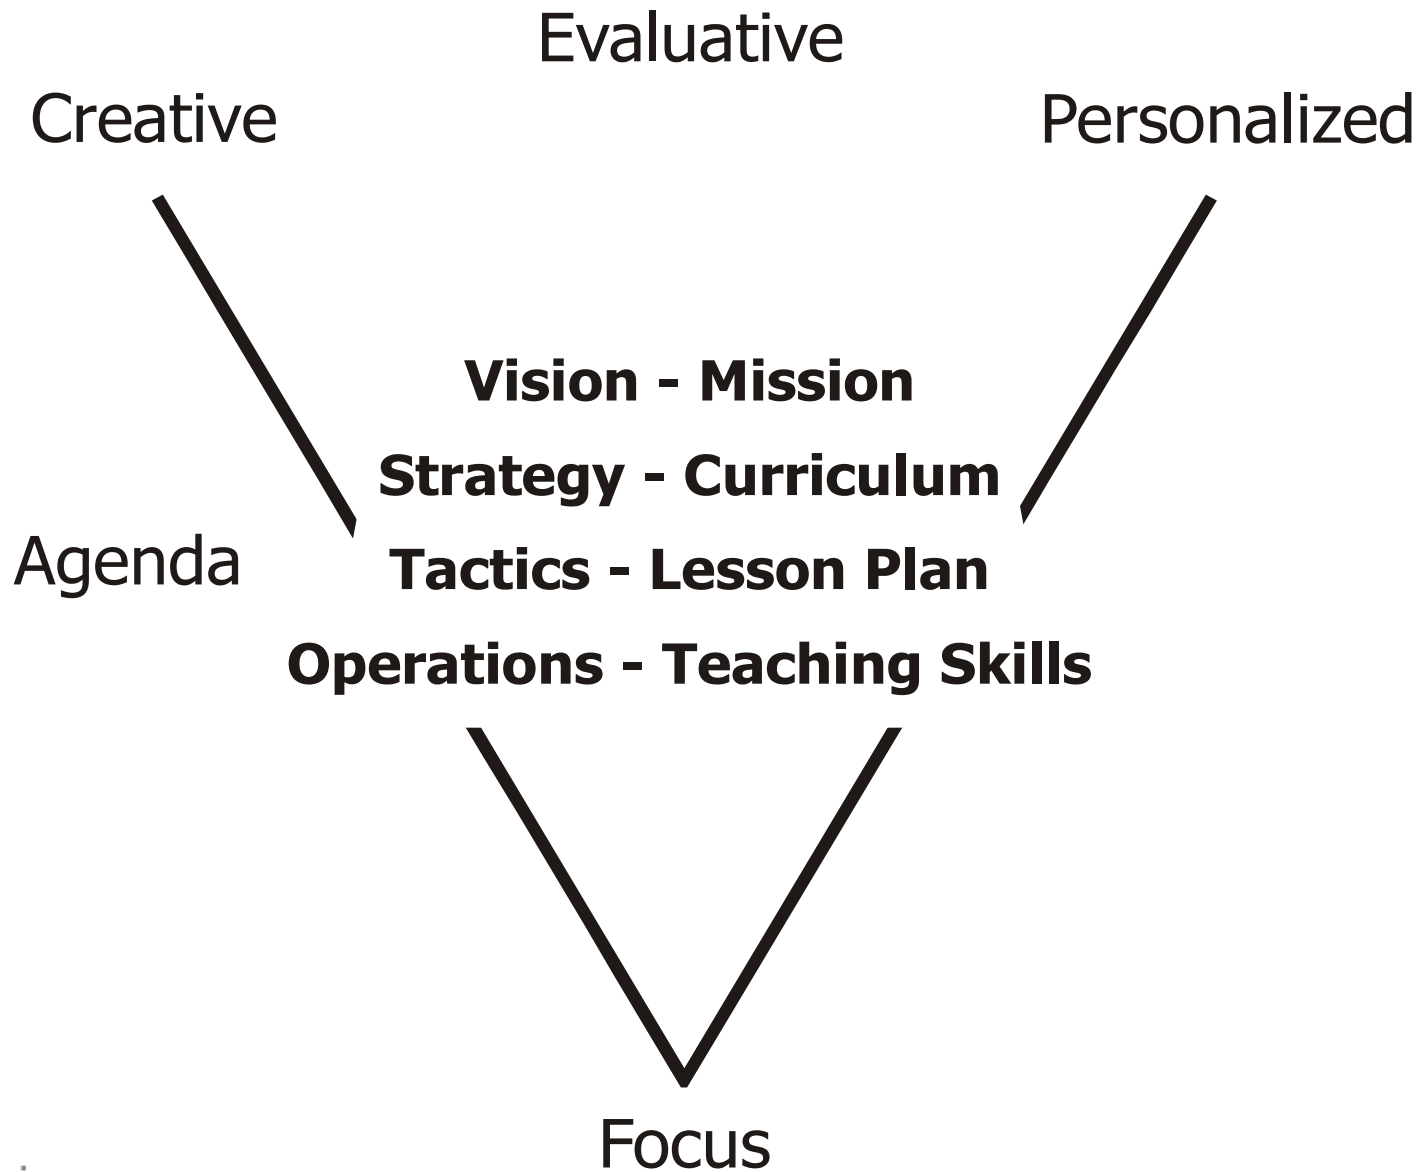 Evaluative
Creative
Personalized
Vision - Mission
Strategy - Curriculum
Agenda
Tactics - Lesson Plan
Operations - Teaching Skills
Focus